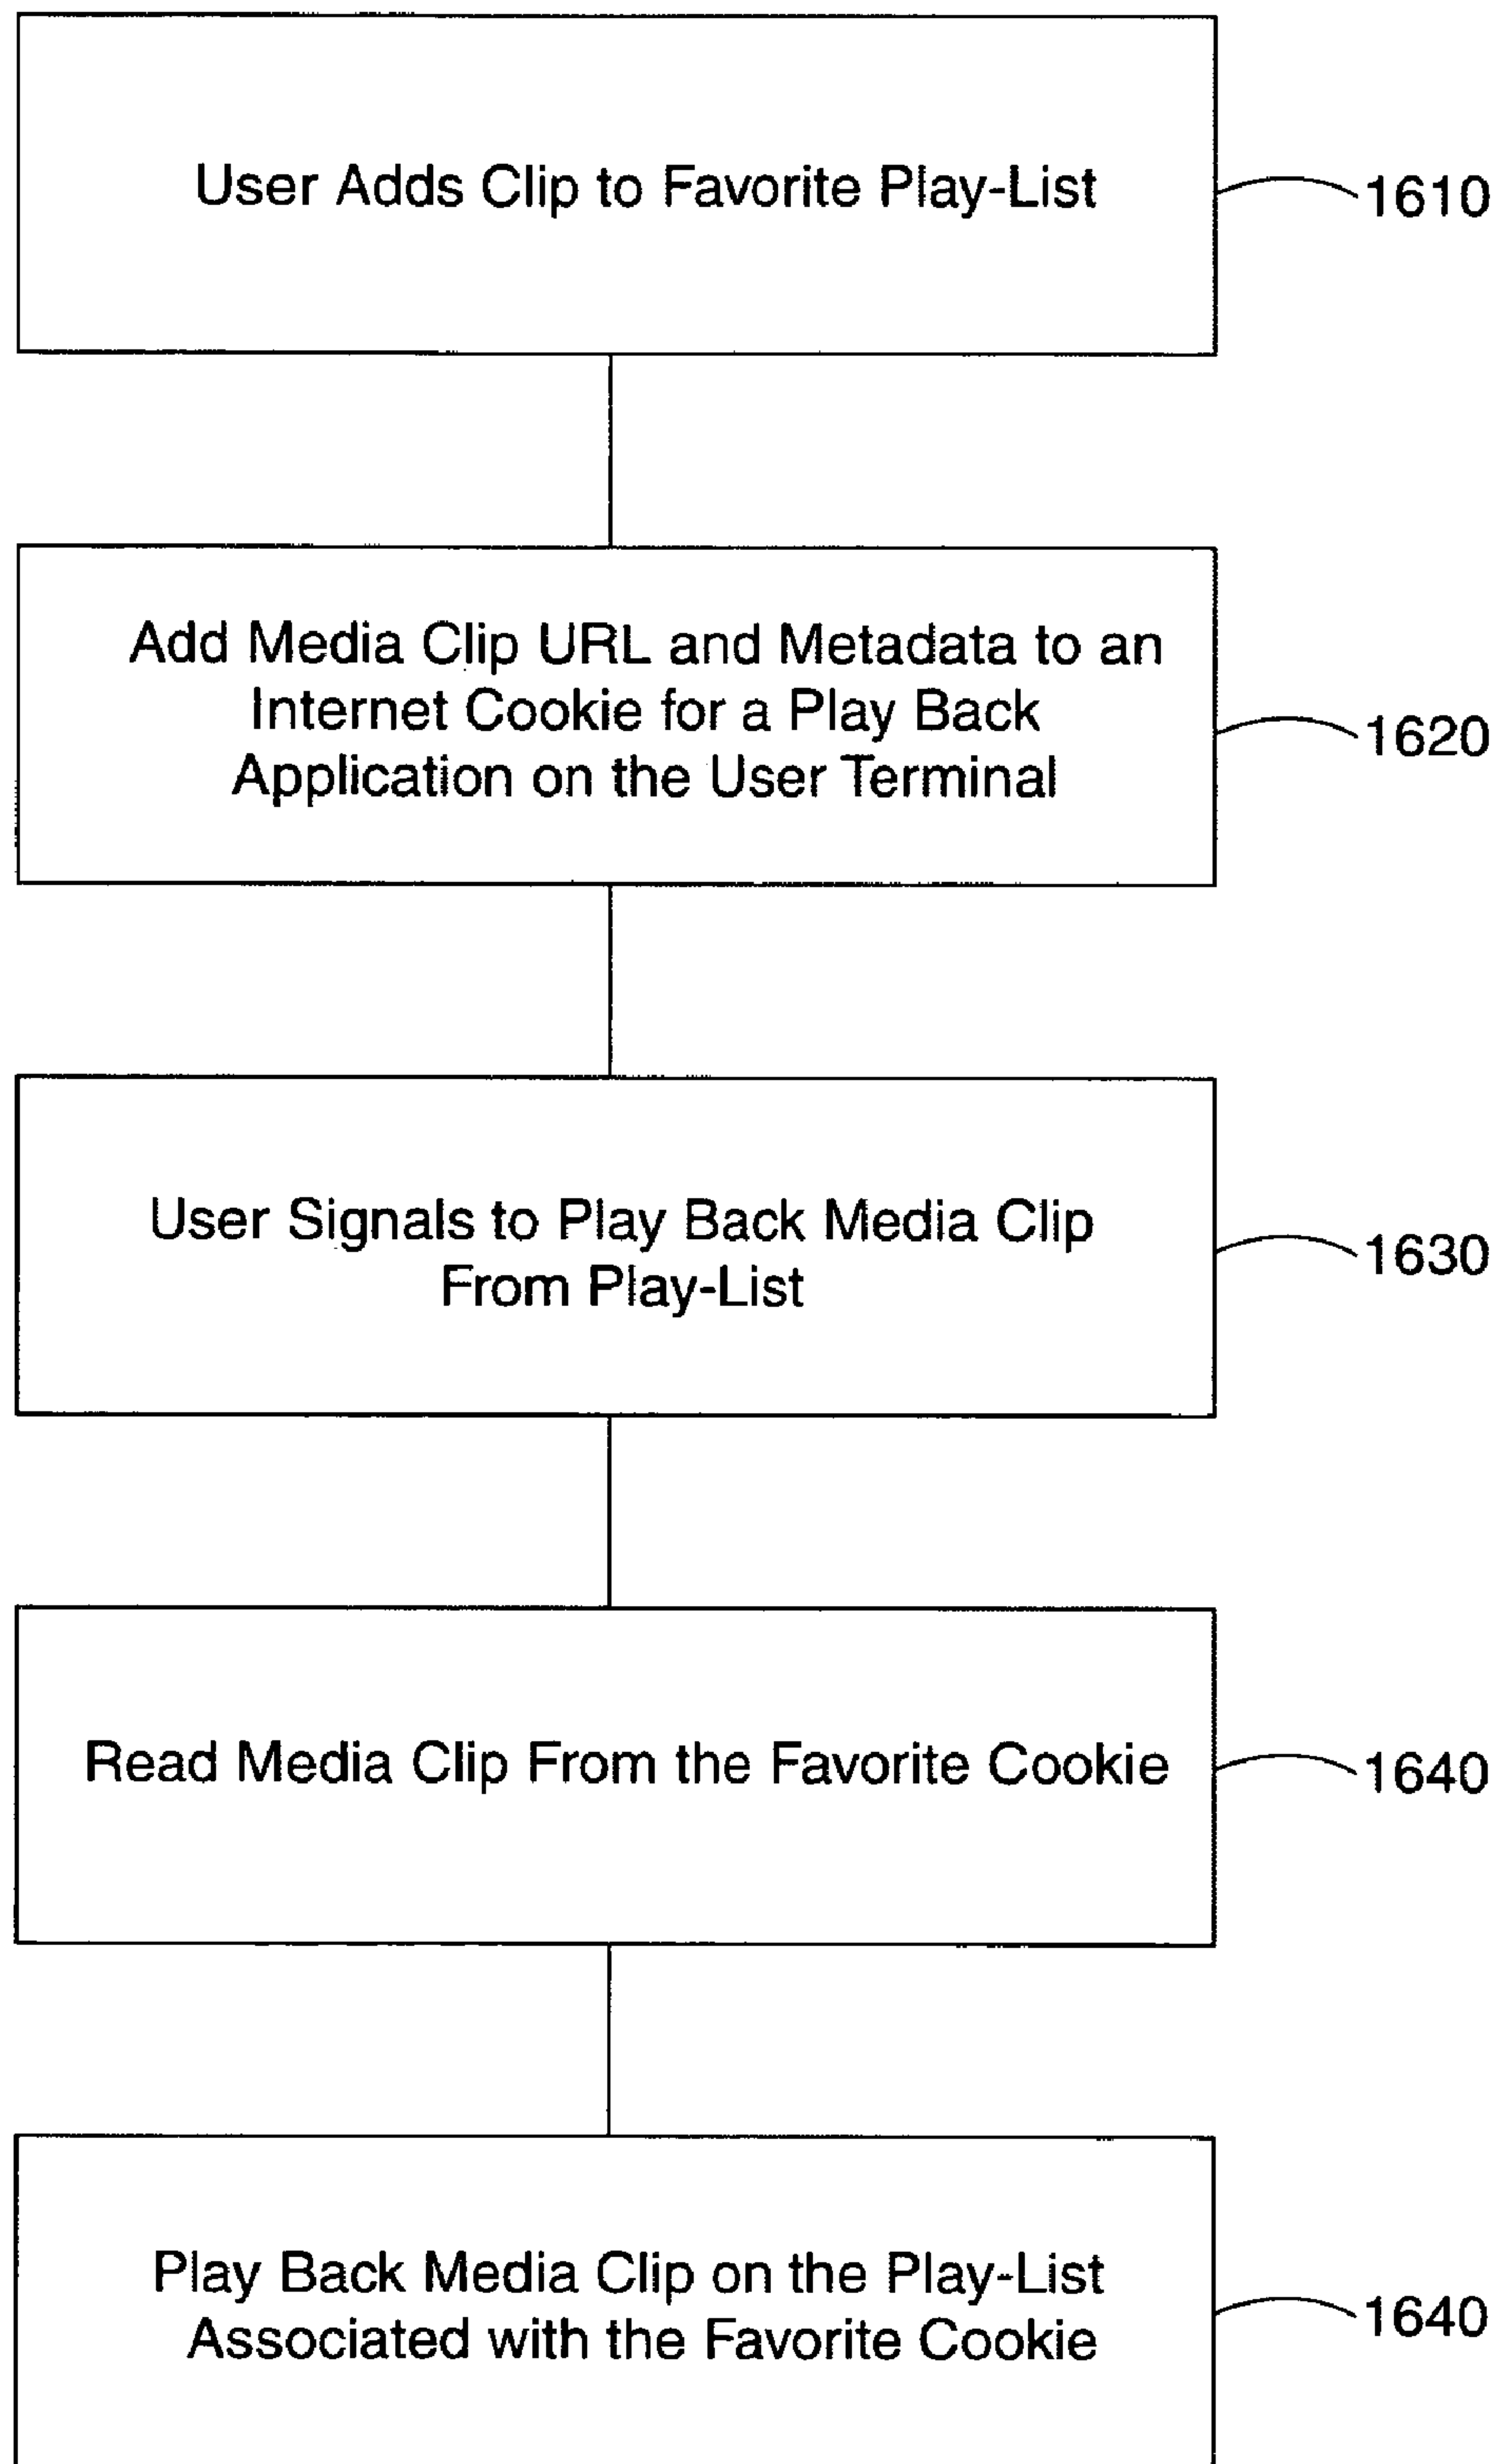 User Adds Clip to Favorite Play-List
1610
Add Media Clip URL and Metadata to an
Internet Cookie for a Play Back
Application on the User Terminal
1620
User Signals to Play Back Media Clip
From Play-List
1630
Read Media Clip From the Favorite Cookie
1640
Play Back Media Clip on the Play-List
Associated with the Favorite Cookie
1640